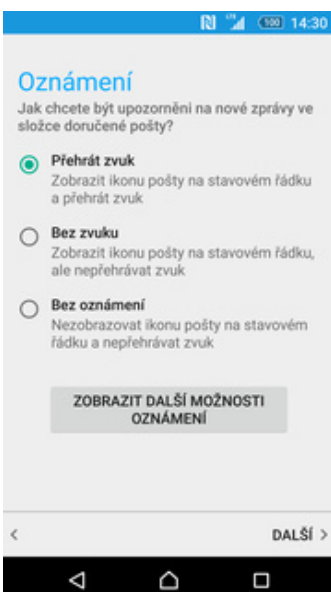 LTE 100 14:30
Oznámení
Jak chcete být upozorněni na nové zprávy ve
složce doručené pošty?
Přehrát zvuk
Zobrazit ikonu pošty na stavovém řádku
a přehrát zvuk
Bez zvuku
Zobrazit ikonu pošty na stavovém řádku,
ale nepřehrávat zvuk
Bez oznámení
Nezobrazovat ikonu pošty na stavovém
řádku a nepřehrávat zvuk
ZOBRAZIT DALŠÍ MOŽNOSTI
OZNÁMENÍ
DALŠÍ